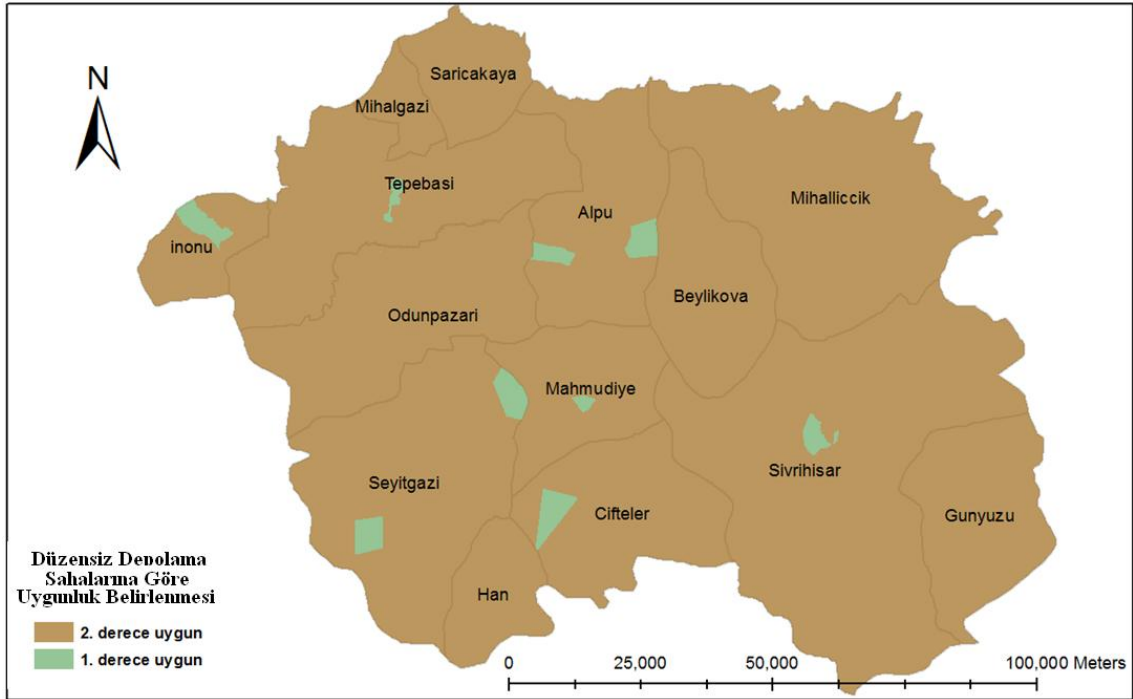 N
Saricakaya
Mihalgazi
Tepebasi
Alpu
Mihalliccik
inonu
Beylikova
Odunpazari
Mahmudiye
Sivrihisar
Seyitgazi
Cifteler
Gunyuzu
Han
Düzensiz Depolama
Sahalarına Göre
Uygunluk Belirlenmesi
2. derece uygun
1. derece uygun
0 25,000 50,000 100,000 Meters